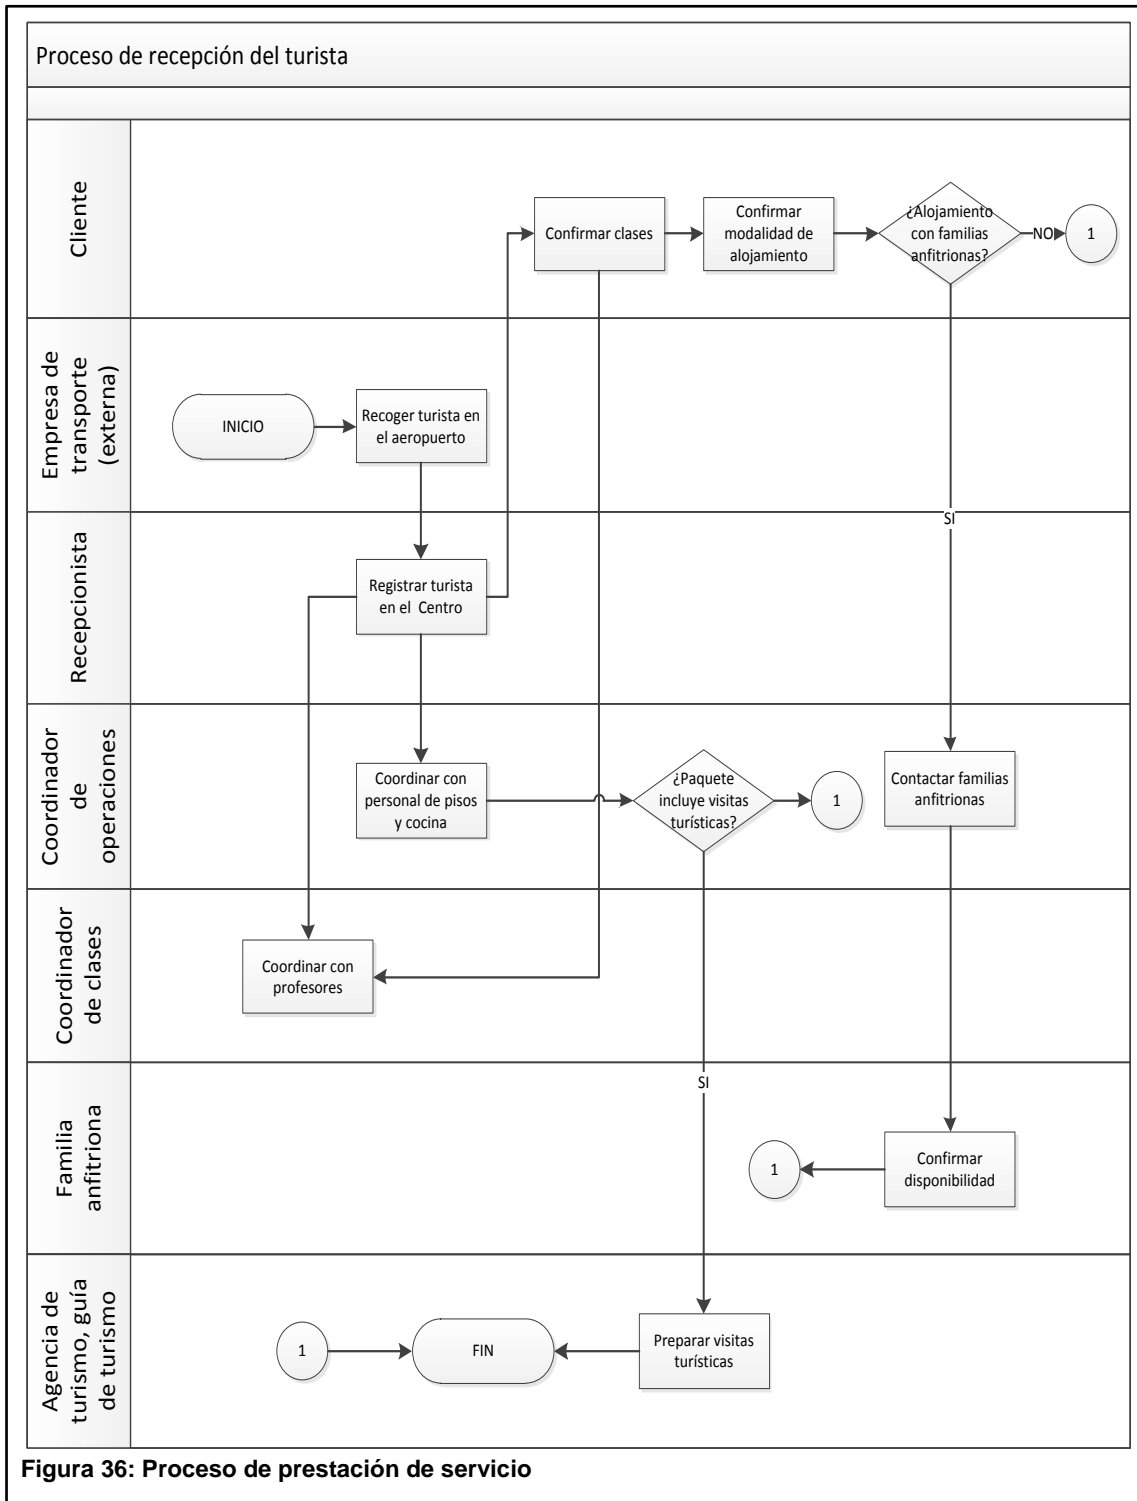 Proceso de recepción del turista
Cliente
Confirmar clases
Confirmar
modalidad de
alojamiento
¿Alojamiento
con familias
anfitrionas?
NO
1
Empresa de
transporte
(externa)
INICIO
Recoger turista en
el aeropuerto
Recepcionista
Registrar turista
en el Centro
SI
Coordinador
de
operaciones
Coordinar con
personal de pisos
y cocina
¿Paquete
incluye visitas
turísticas?
1
Contactar familias
anfitrionas
Coordinador
de clases
Coordinar con
profesores
Familia
anfitriona
SI
1
Confirmar
disponibilidad
Agencia de
turismo, guía
de turismo
1
FIN
Preparar visitas
turísticas
Figura 36: Proceso de prestación de servicio